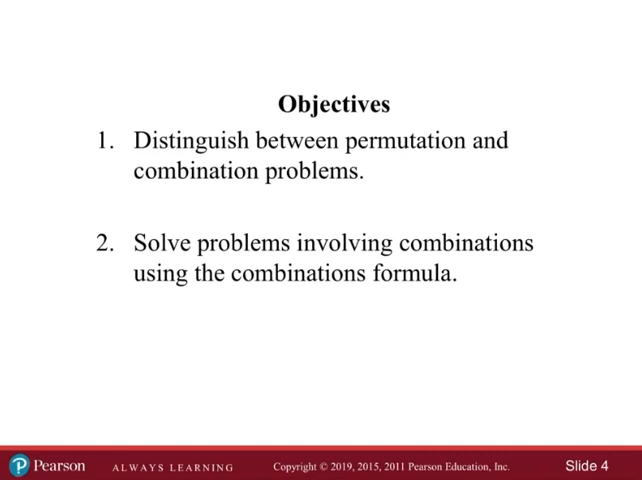 Objectives
1. Distinguish between permutation and
combination problems.
2. Solve problems involving combinations
using the combinations formula.
Pearson ALWAYS LEARNING Copyright © 2019, 2015, 2011 Pearson Education, Inc. Slide 4